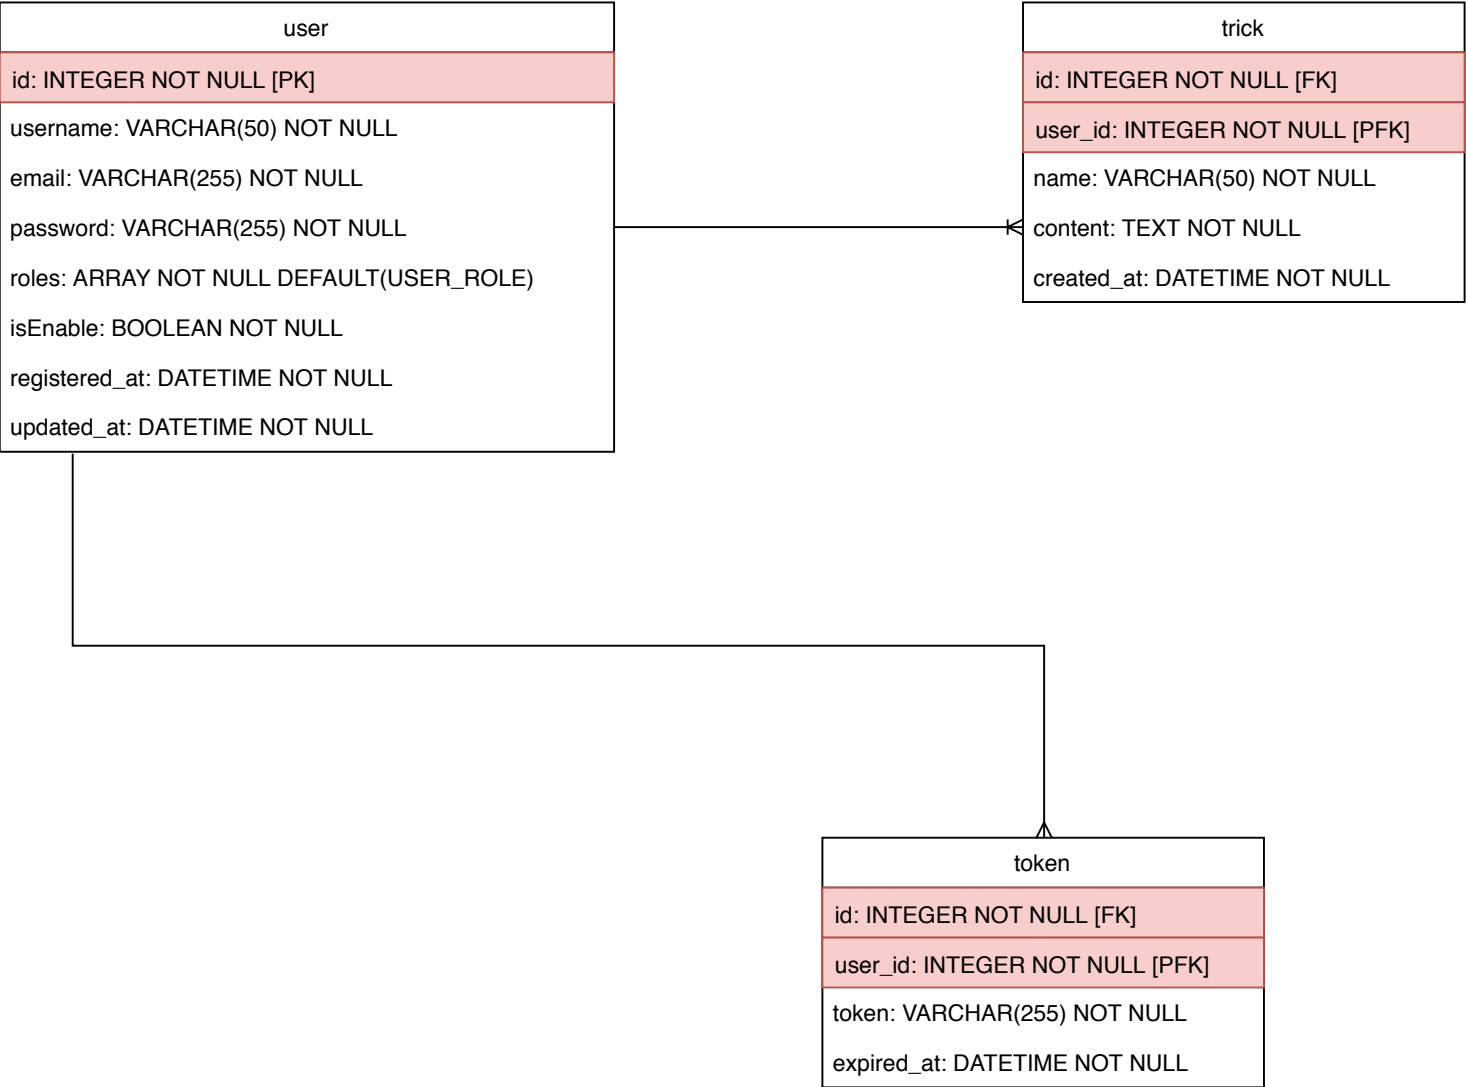 user
id: INTEGER NOT NULL [PK]
username: VARCHAR(50) NOT NULL
email: VARCHAR(255) NOT NULL
password: VARCHAR(255) NOT NULL
roles: ARRAY NOT NULL DEFAULT(USER_ROLE)
isEnable: BOOLEAN NOT NULL
registered_at: DATETIME NOT NULL
updated_at: DATETIME NOT NULL
trick
id: INTEGER NOT NULL [FK]
user_id: INTEGER NOT NULL [PFK]
name: VARCHAR(50) NOT NULL
content: TEXT NOT NULL
created_at: DATETIME NOT NULL
token
id: INTEGER NOT NULL [FK]
user_id: INTEGER NOT NULL [PFK]
token: VARCHAR(255) NOT NULL
expired_at: DATETIME NOT NULL